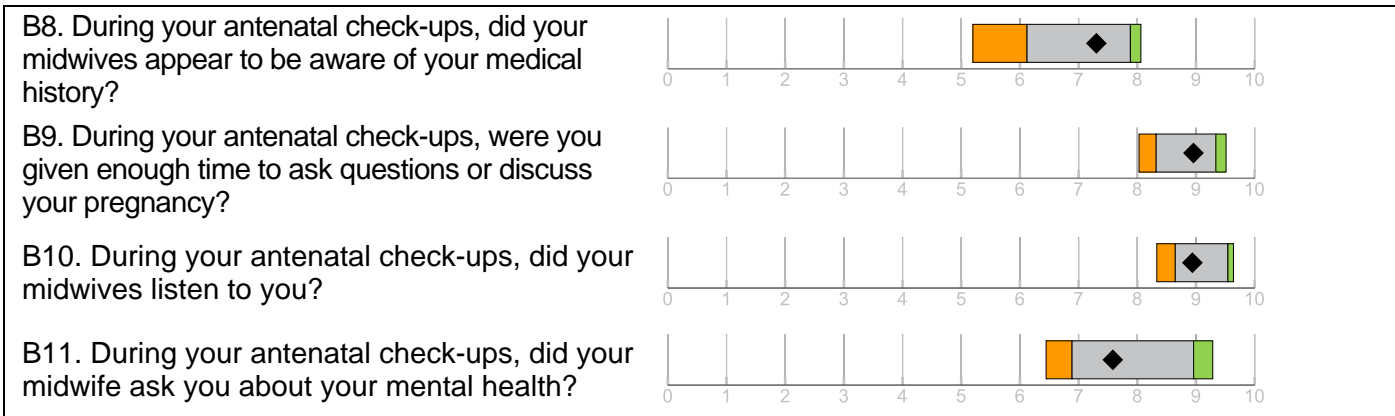 B8. During your antenatal check-ups, did your
midwives appear to be aware of your medical
history?
0 1 2 3 4 5 6 7 8 9 10
B9. During your antenatal check-ups, were you
given enough time to ask questions or discuss
your pregnancy?
0 1 2 3 4 5 6 7 8 9 10
B10. During your antenatal check-ups, did your
midwives listen to you?
0 1 2 3 4 5 6 7 8 9 10
B11. During your antenatal check-ups, did your
midwife ask you about your mental health?
0 1 2 3 4 5 6 7 8 9 10